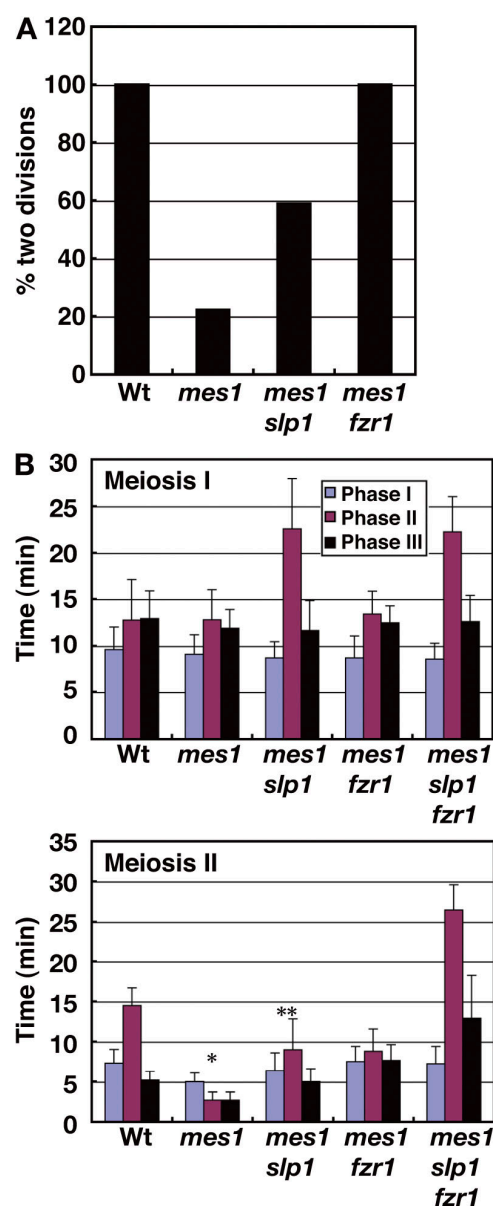 A
120
100
80
60
40
20
0
% two divisions
Wt
mes1
mes1 slp1
mes1 fzr1
B
30
25
20
15
10
5
0
Time (min)
Meiosis I
Phase I
Phase II
Phase III
Wt
mes1
mes1 slp1
mes1 fzr1
mes1 slp1 fzr1
35
30
25
20
15
10
5
0
Time (min)
Meiosis II
*
**
Wt
mes1
mes1 slp1
mes1 fzr1
mes1 slp1 fzr1